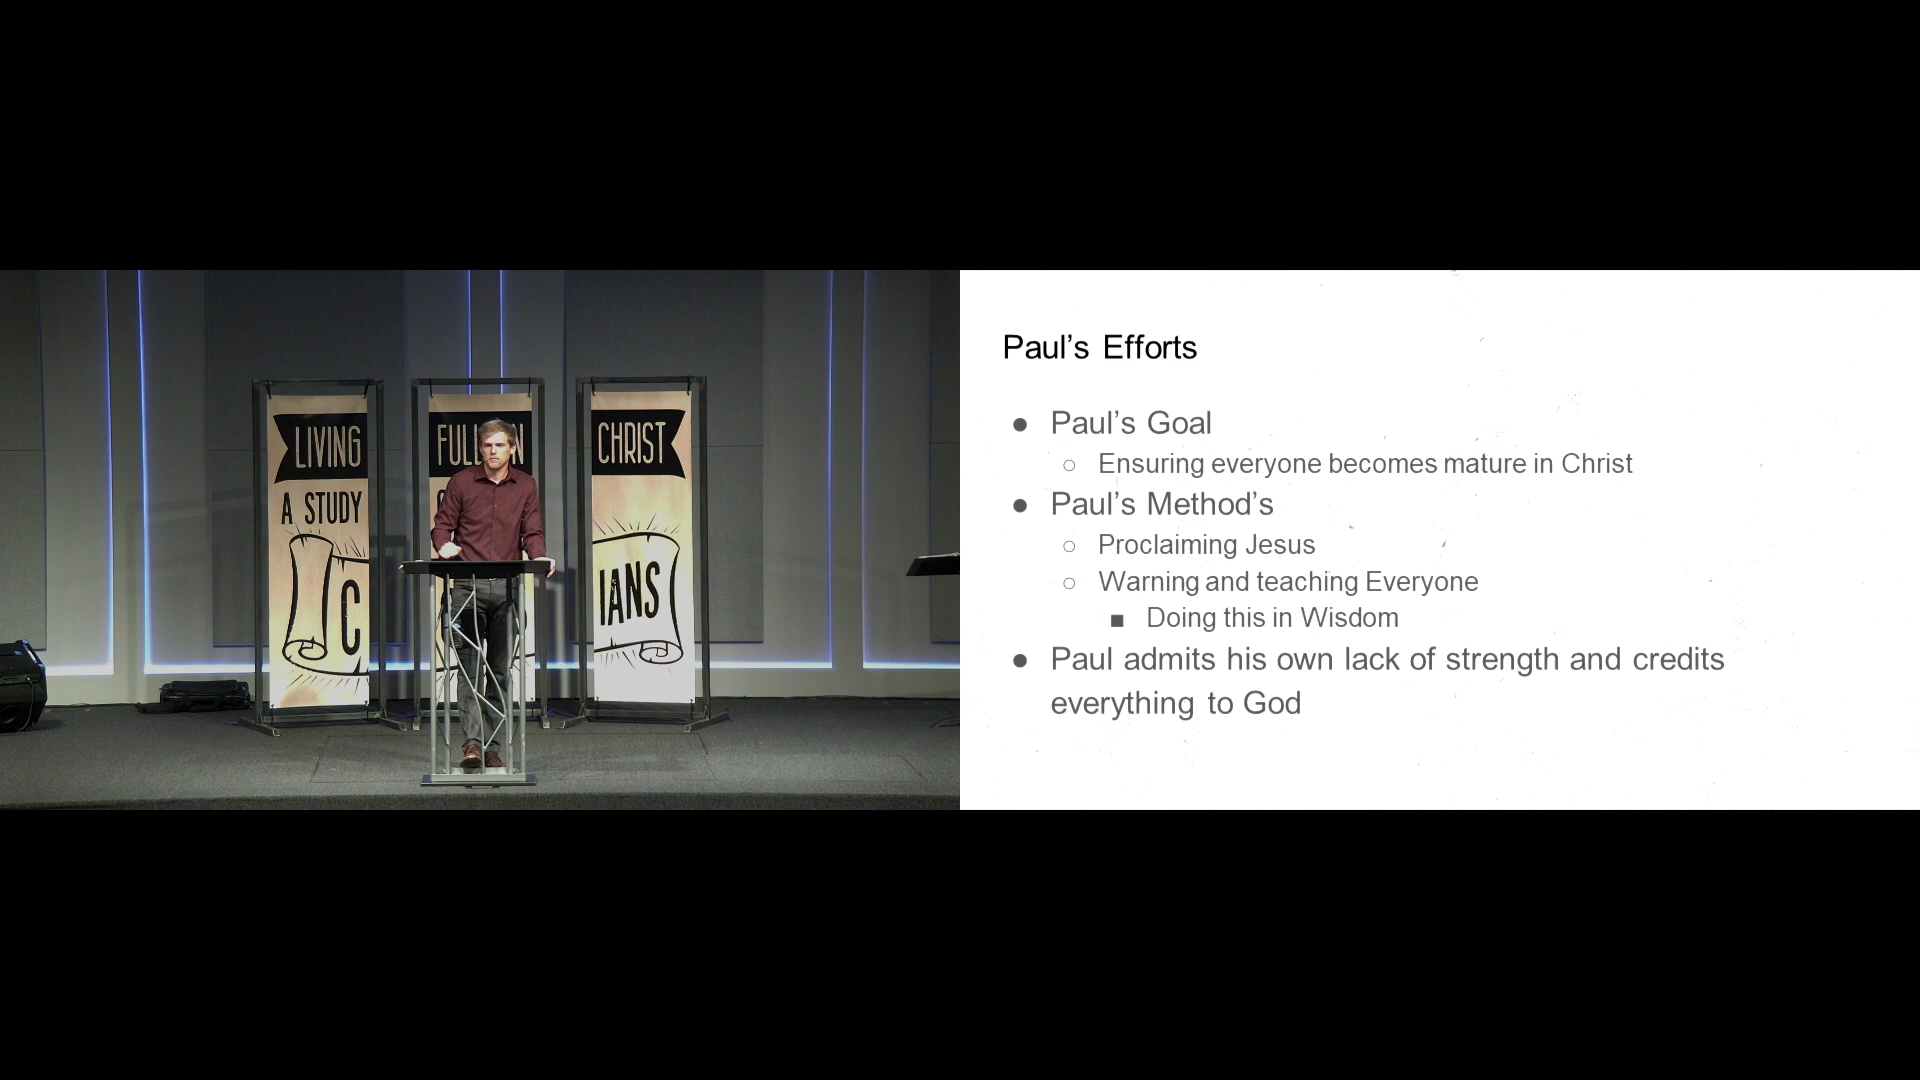 LIVING
A STUDY
C
CHRIST
IANS
Paul’s Efforts
● Paul’s Goal
○ Ensuring everyone becomes mature in Christ
● Paul’s Method’s
○ Proclaiming Jesus
○ Warning and teaching Everyone
■ Doing this in Wisdom
● Paul admits his own lack of strength and credits
everything to God